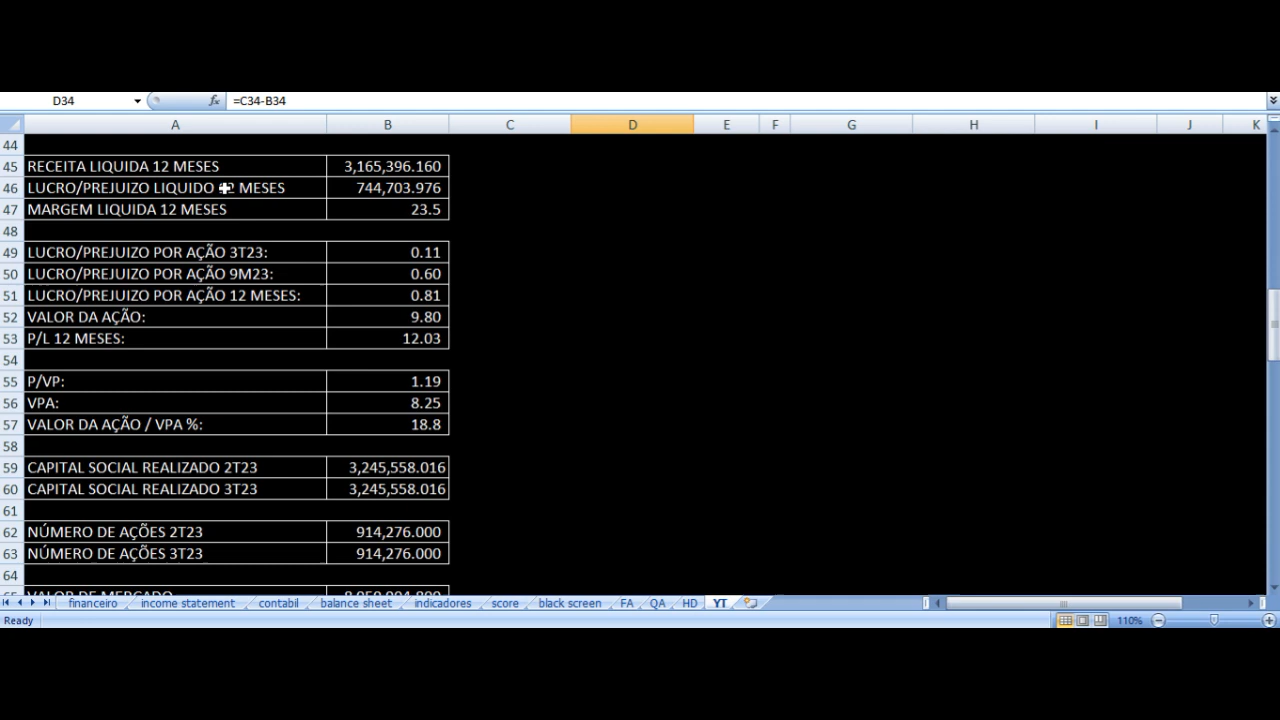 D34 fx =C34-B34
A B C D E F G H I J K
44
45 RECEITA LIQUIDA 12 MESES 3,165,396.160
46 LUCRO/PREJUIZO LIQUIDO 12 MESES 744,703.976
47 MARGEM LIQUIDA 12 MESES 23.5
48
49 LUCRO/PREJUIZO POR AÇÃO 3T23: 0.11
50 LUCRO/PREJUIZO POR AÇÃO 9M23: 0.60
51 LUCRO/PREJUIZO POR AÇÃO 12 MESES: 0.81
52 VALOR DA AÇÃO: 9.80
53 P/L 12 MESES: 12.03
54
55 P/VP: 1.19
56 VPA: 8.25
57 VALOR DA AÇÃO / VPA %: 18.8
58
59 CAPITAL SOCIAL REALIZADO 2T23 3,245,558.016
60 CAPITAL SOCIAL REALIZADO 3T23 3,245,558.016
61
62 NÚMERO DE AÇÕES 2T23 914,276.000
63 NÚMERO DE AÇÕES 3T23 914,276.000
64
65 VALOR DE MERCADO
financeiro income statement contabil balance sheet indicadores score black screen FA QA HD YT
Ready 110%